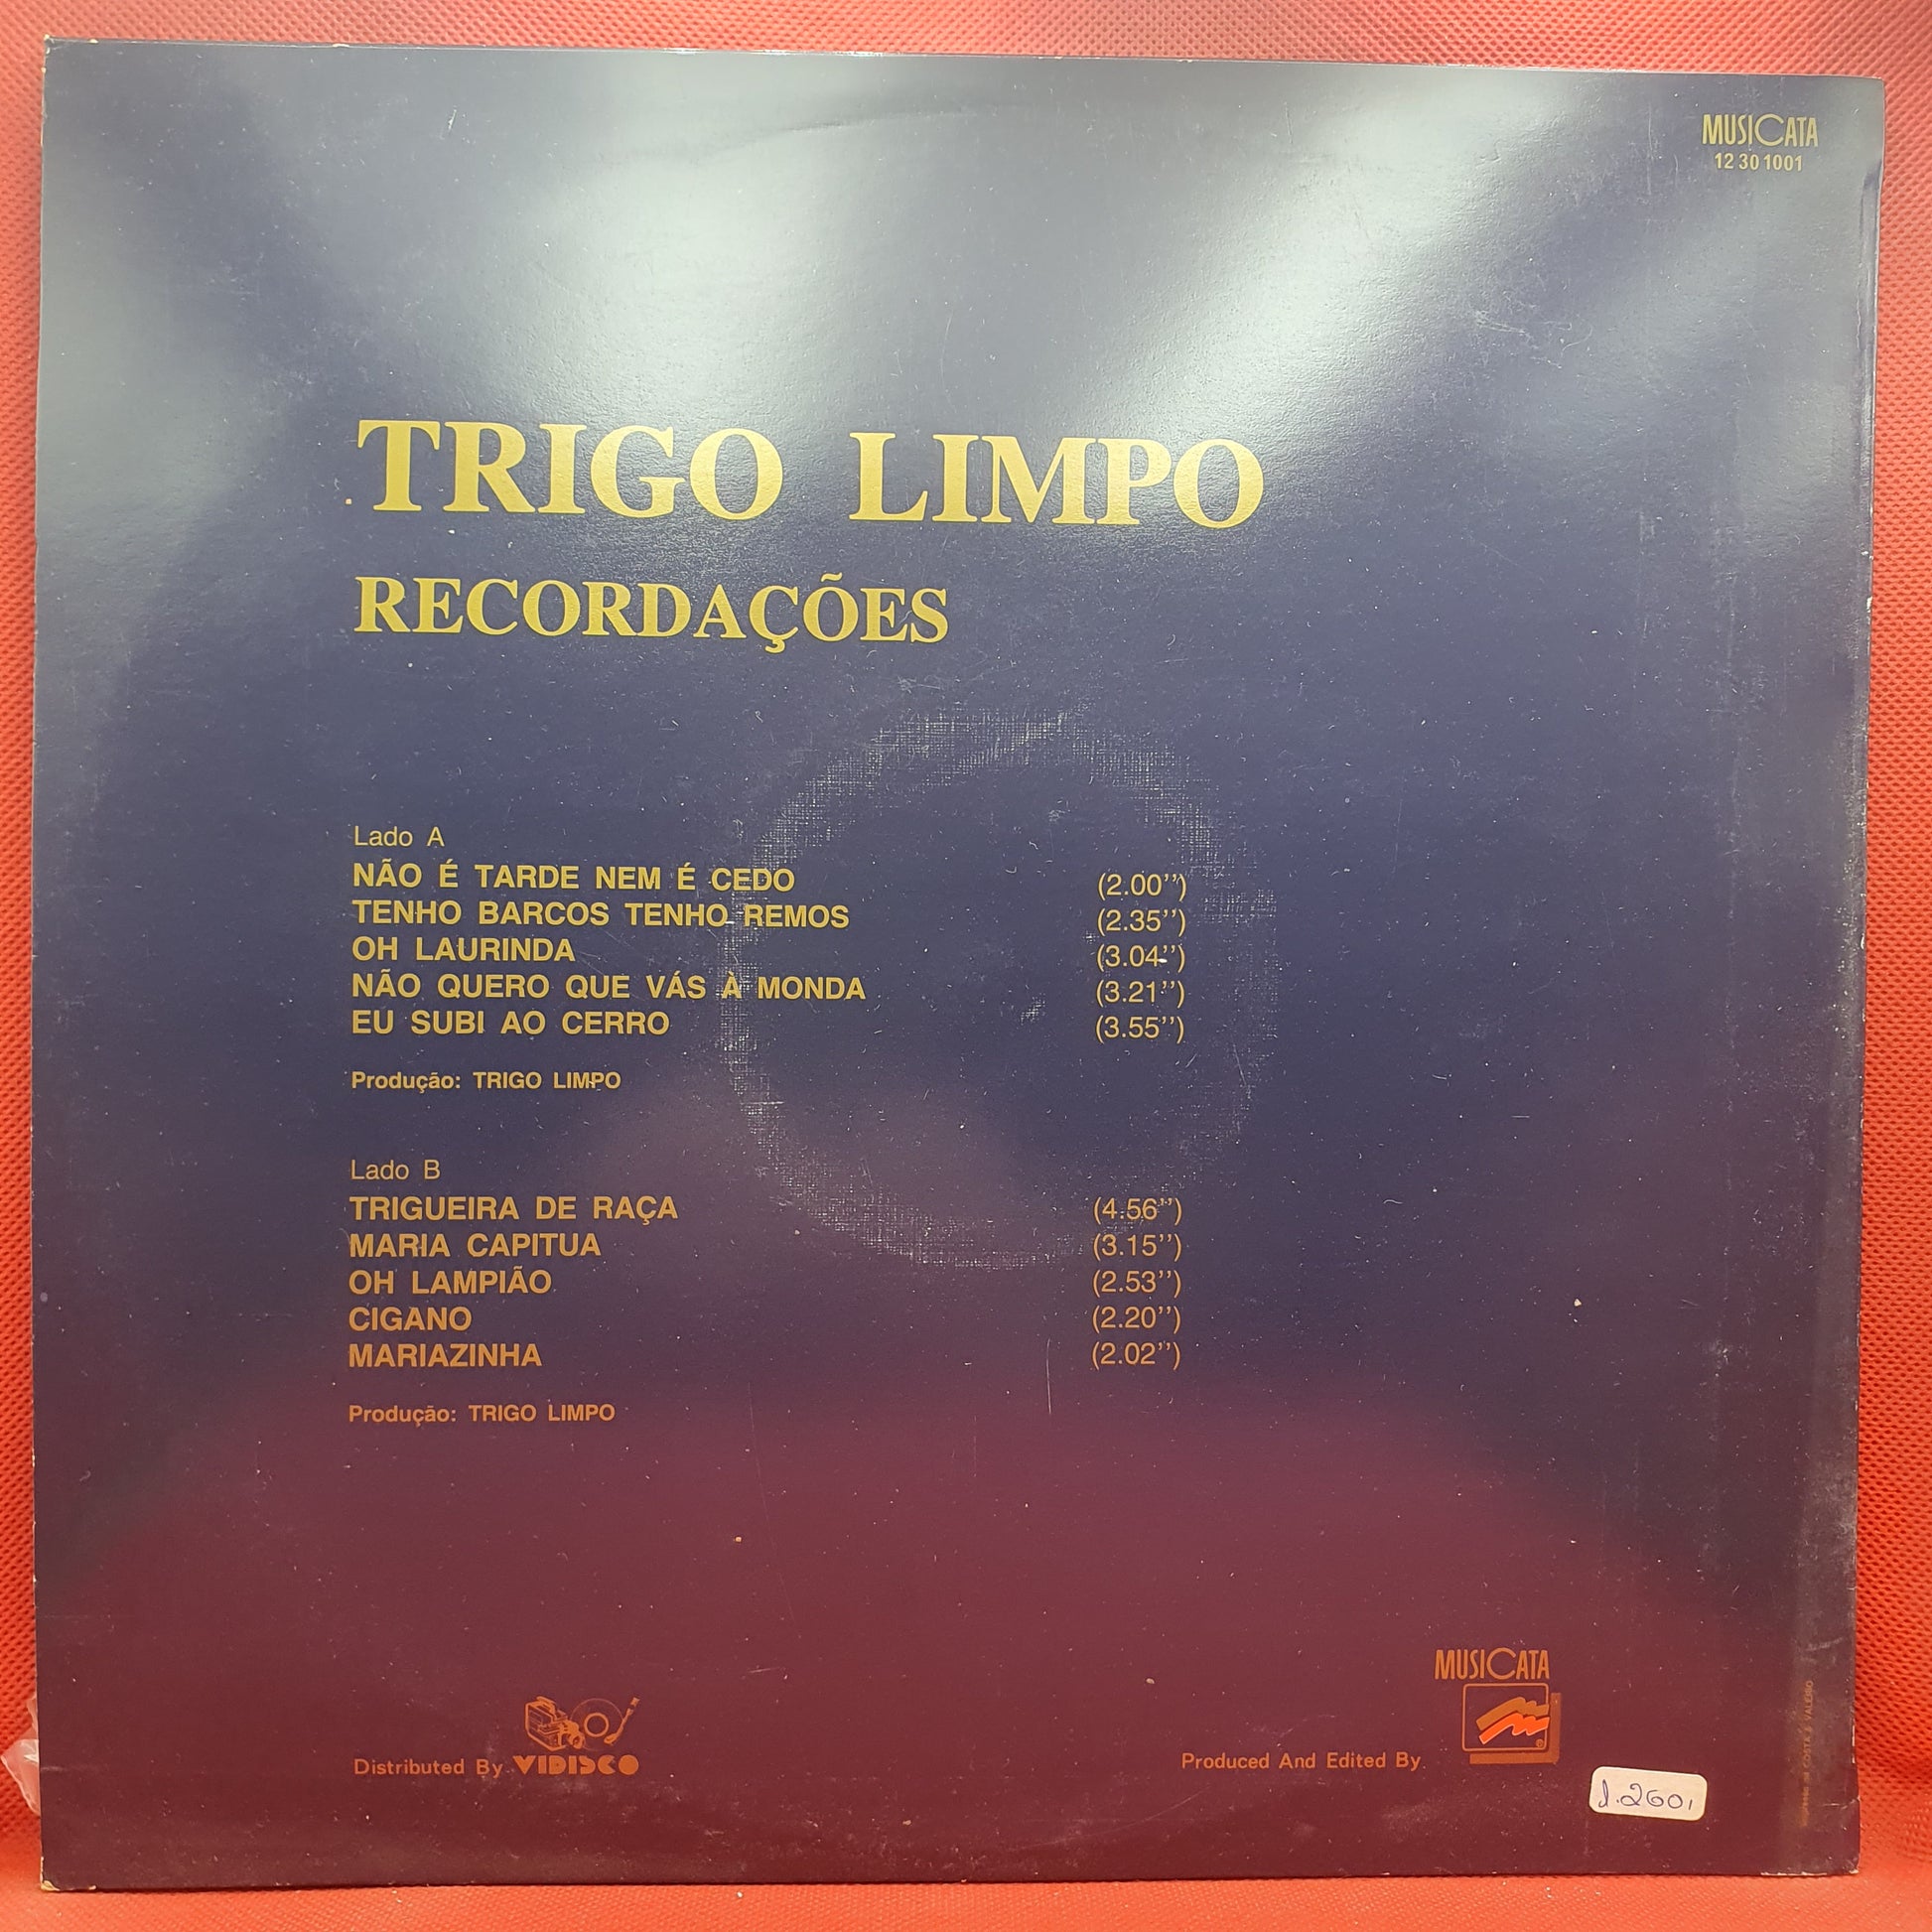 MUSICATA
12 30 1001
TRIGO LIMPO
RECORDAÇÕES
Lado A
NÃO É TARDE NEM É CEDO (2.00’’)
TENHO BARCOS TENHO REMOS (2.35’’)
OH LAURINDA (3.04’’)
NÃO QUERO QUE VÁS À MONDA (3.21’’)
EU SUBI AO CERRO (3.55’’)
Produção: TRIGO LIMPO
Lado B
TRIGUEIRA DE RAÇA (4.56’’)
MARIA CAPITUA (3.15’’)
OH LAMPIÃO (2.53’’)
CIGANO (2.20’’)
MARIAZINHA (2.02’’)
Produção: TRIGO LIMPO
Distributed By VIDISCO
Produced And Edited By
MUSICATA
1.260,
COSTA & VALERIO